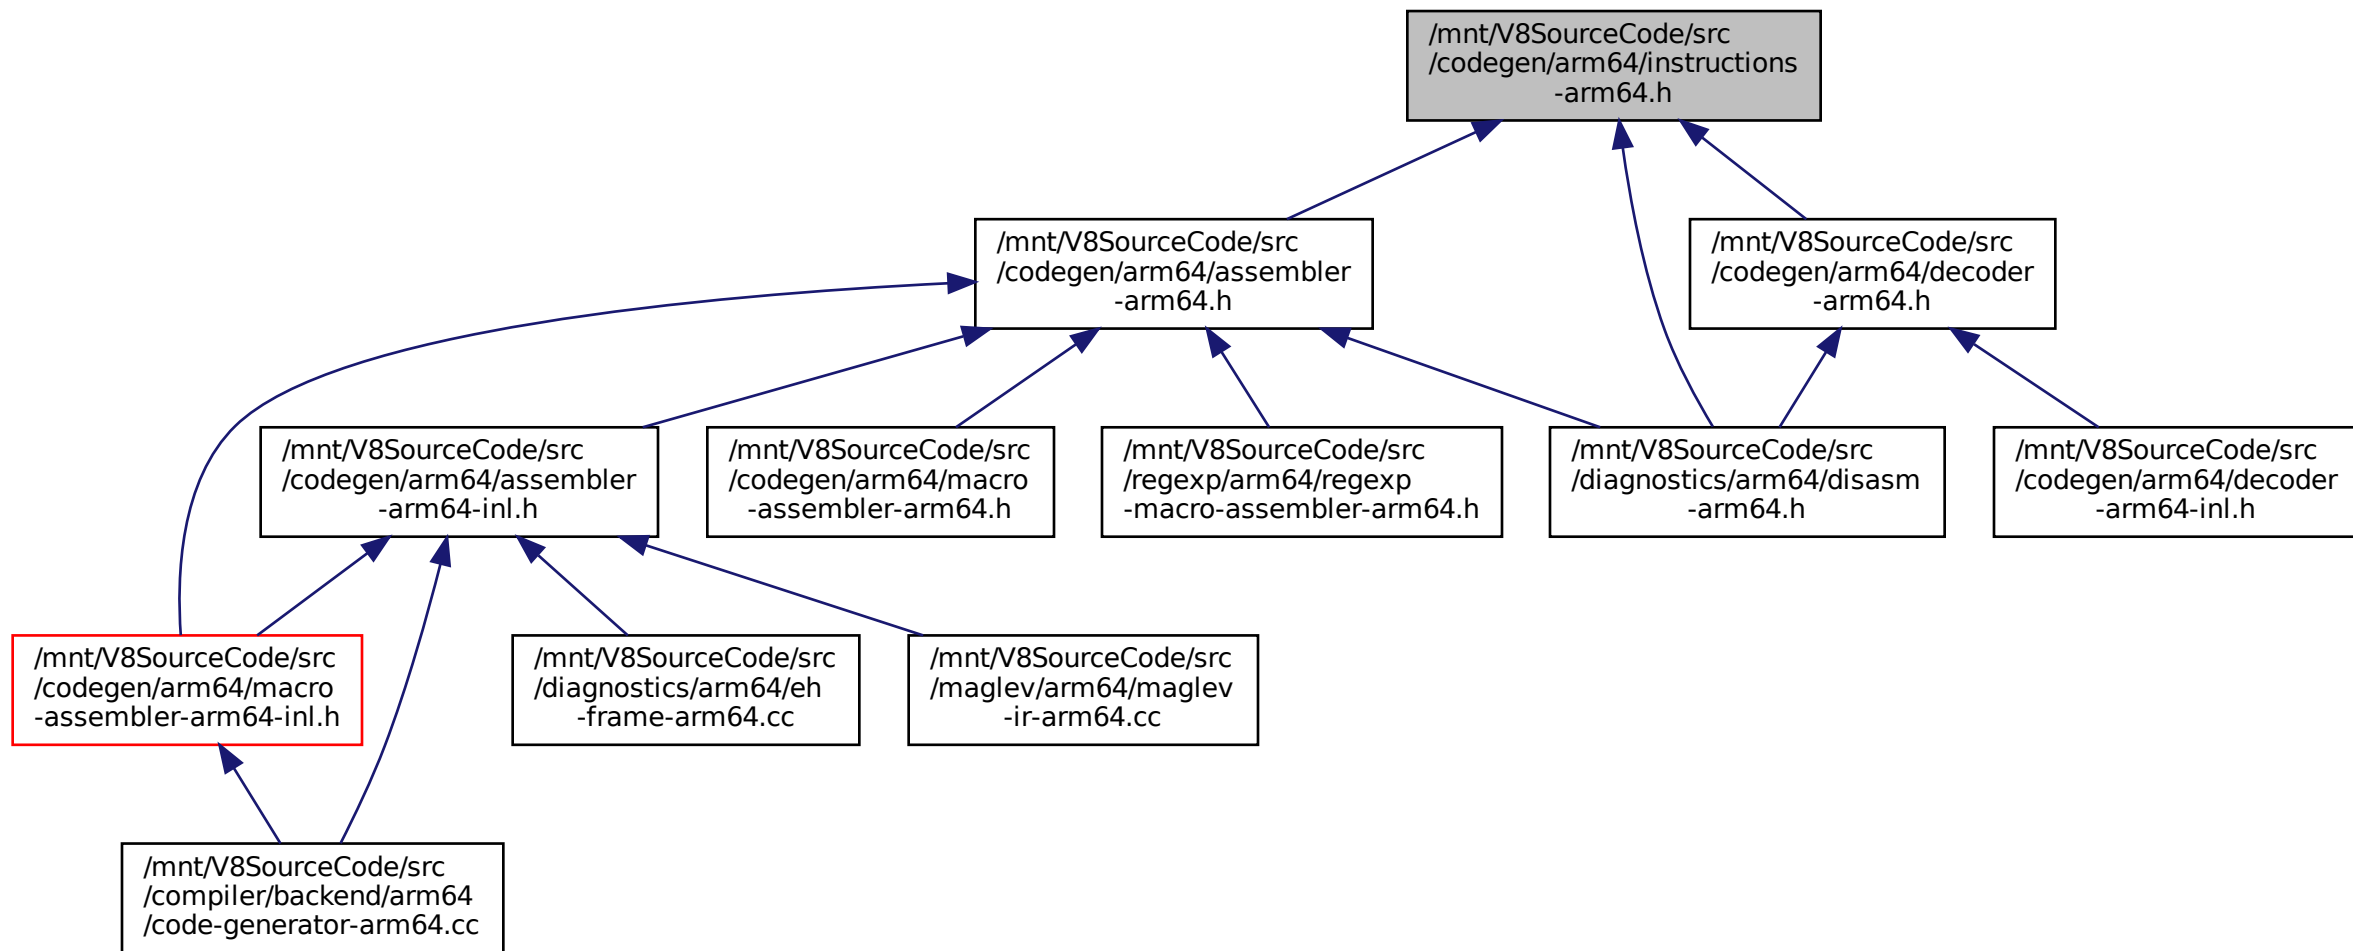 /mnt/V8SourceCode/src
/codegen/arm64/instructions
-arm64.h
/mnt/V8SourceCode/src
/codegen/arm64/assembler
-arm64.h
/mnt/V8SourceCode/src
/codegen/arm64/decoder
-arm64.h
/mnt/V8SourceCode/src
/codegen/arm64/assembler
-arm64-inl.h
/mnt/V8SourceCode/src
/codegen/arm64/macro
-assembler-arm64.h
/mnt/V8SourceCode/src
/regexp/arm64/regexp
-macro-assembler-arm64.h
/mnt/V8SourceCode/src
/diagnostics/arm64/disasm
-arm64.h
/mnt/V8SourceCode/src
/codegen/arm64/decoder
-arm64-inl.h
/mnt/V8SourceCode/src
/codegen/arm64/macro
-assembler-arm64-inl.h
/mnt/V8SourceCode/src
/diagnostics/arm64/eh
-frame-arm64.cc
/mnt/V8SourceCode/src
/maglev/arm64/maglev
-ir-arm64.cc
/mnt/V8SourceCode/src
/compiler/backend/arm64
/code-generator-arm64.cc